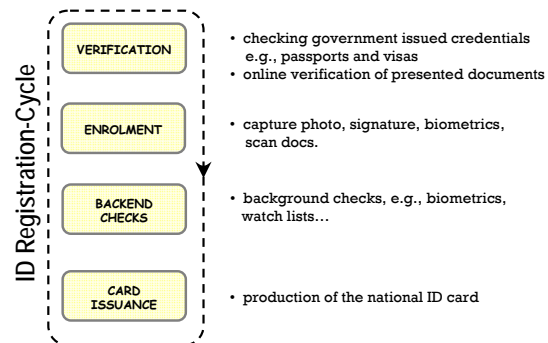 ID Registration-Cycle
VERIFICATION
• checking government issued credentials
e.g., passports and visas
• online verification of presented documents
ENROLMENT
• capture photo, signature, biometrics,
scan docs.
BACKEND
CHECKS
• background checks, e.g., biometrics,
watch lists…
CARD
ISSUANCE
• production of the national ID card